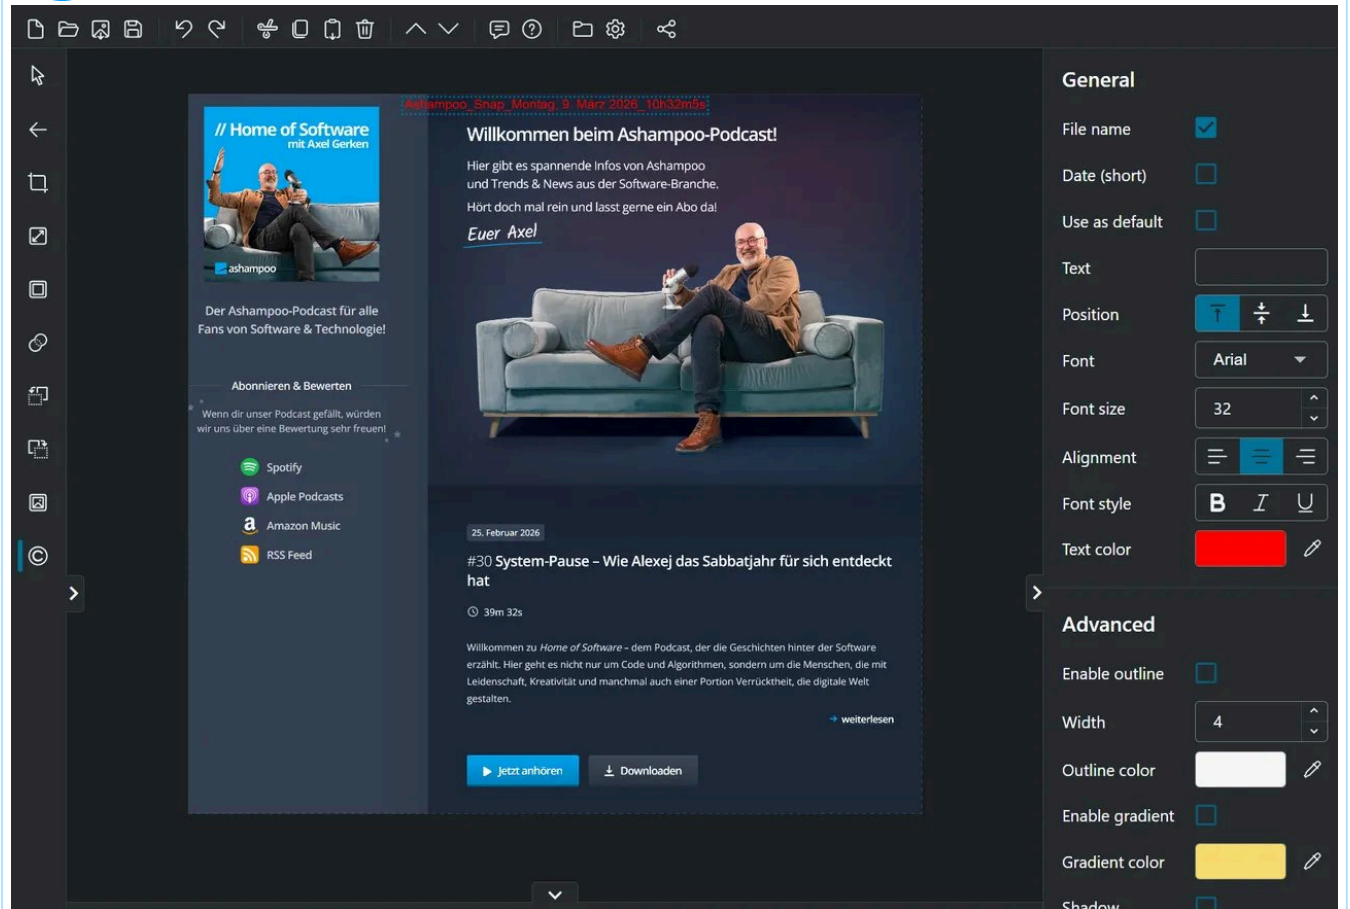 Ashampoo_Snap_Montag, 9. März 2026_10h32m5s
// Home of Software
mit Axel Gerken
ashampoo
Der Ashampoo-Podcast für alle
Fans von Software & Technologie!
Abonnieren & Bewerten
Wenn dir unser Podcast gefällt, würden
wir uns über eine Bewertung sehr freuen!
Spotify
Apple Podcasts
Amazon Music
RSS Feed
Willkommen beim Ashampoo-Podcast!
Hier gibt es spannende Infos von Ashampoo
und Trends & News aus der Software-Branche.
Hört doch mal rein und lasst gerne ein Abo da!
Euer Axel
25. Februar 2026
#30 System-Pause – Wie Alexej das Sabbatjahr für sich entdeckt
hat
39m 32s
Willkommen zu Home of Software – dem Podcast, der die Geschichten hinter der Software
erzählt. Hier geht es nicht nur um Code und Algorithmen, sondern um die Menschen, die mit
Leidenschaft, Kreativität und manchmal auch einer Portion Verrücktheit, die digitale Welt
gestalten.
weiterlesen
Jetzt anhören
Downloaden
General
File name
Date (short)
Use as default
Text
Position
Font
Arial
Font size
32
Alignment
Font style
B I U
Text color
Advanced
Enable outline
Width
4
Outline color
Enable gradient
Gradient color
Shadow